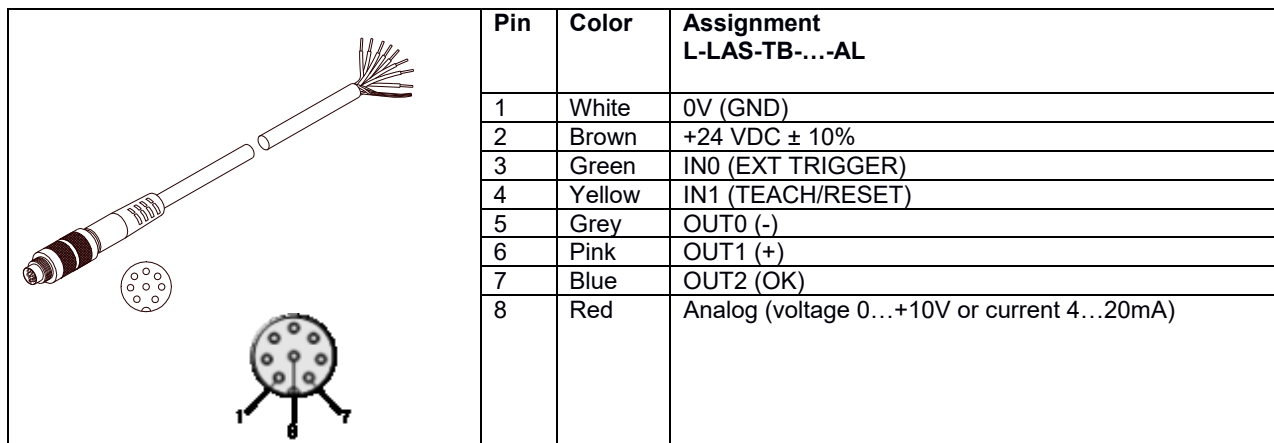 Pin Color Assignment
L-LAS-TB-…-AL
1 White 0V (GND)
2 Brown +24 VDC ± 10%
3 Green IN0 (EXT TRIGGER)
4 Yellow IN1 (TEACH/RESET)
5 Grey OUT0 (-)
6 Pink OUT1 (+)
7 Blue OUT2 (OK)
8 Red Analog (voltage 0…+10V or current 4…20mA)
1 8 7